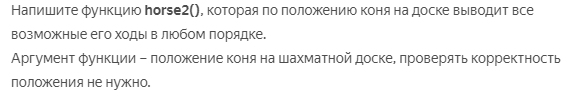 Напишите функцию horse2(), которая по положению коня на доске выводит все
возможные его ходы в любом порядке.
Аргумент функции – положение коня на шахматной доске, проверять корректность
положения не нужно.